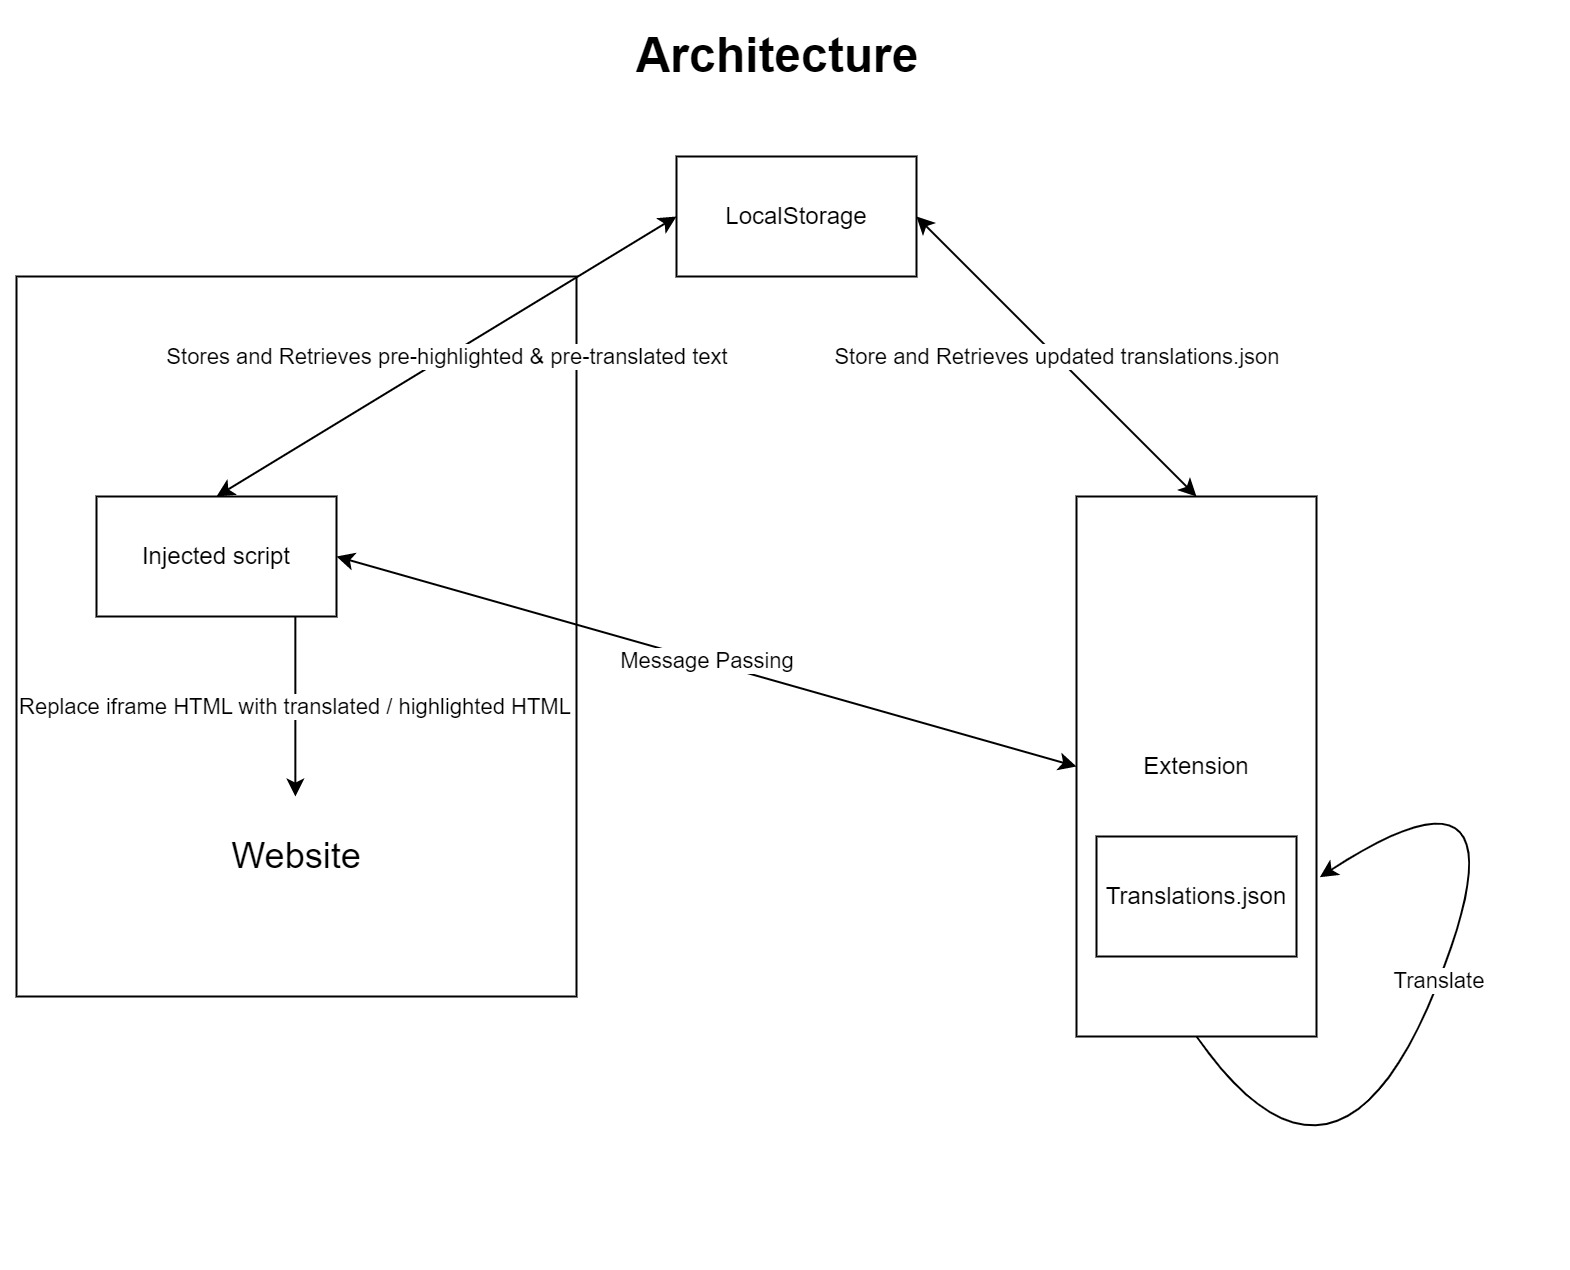 Architecture
LocalStorage
Stores and Retrieves pre-highlighted & pre-translated text
Store and Retrieves updated translations.json
Injected script
Message Passing
Replace iframe HTML with translated / highlighted HTML
Extension
Website
Translations.json
Translate